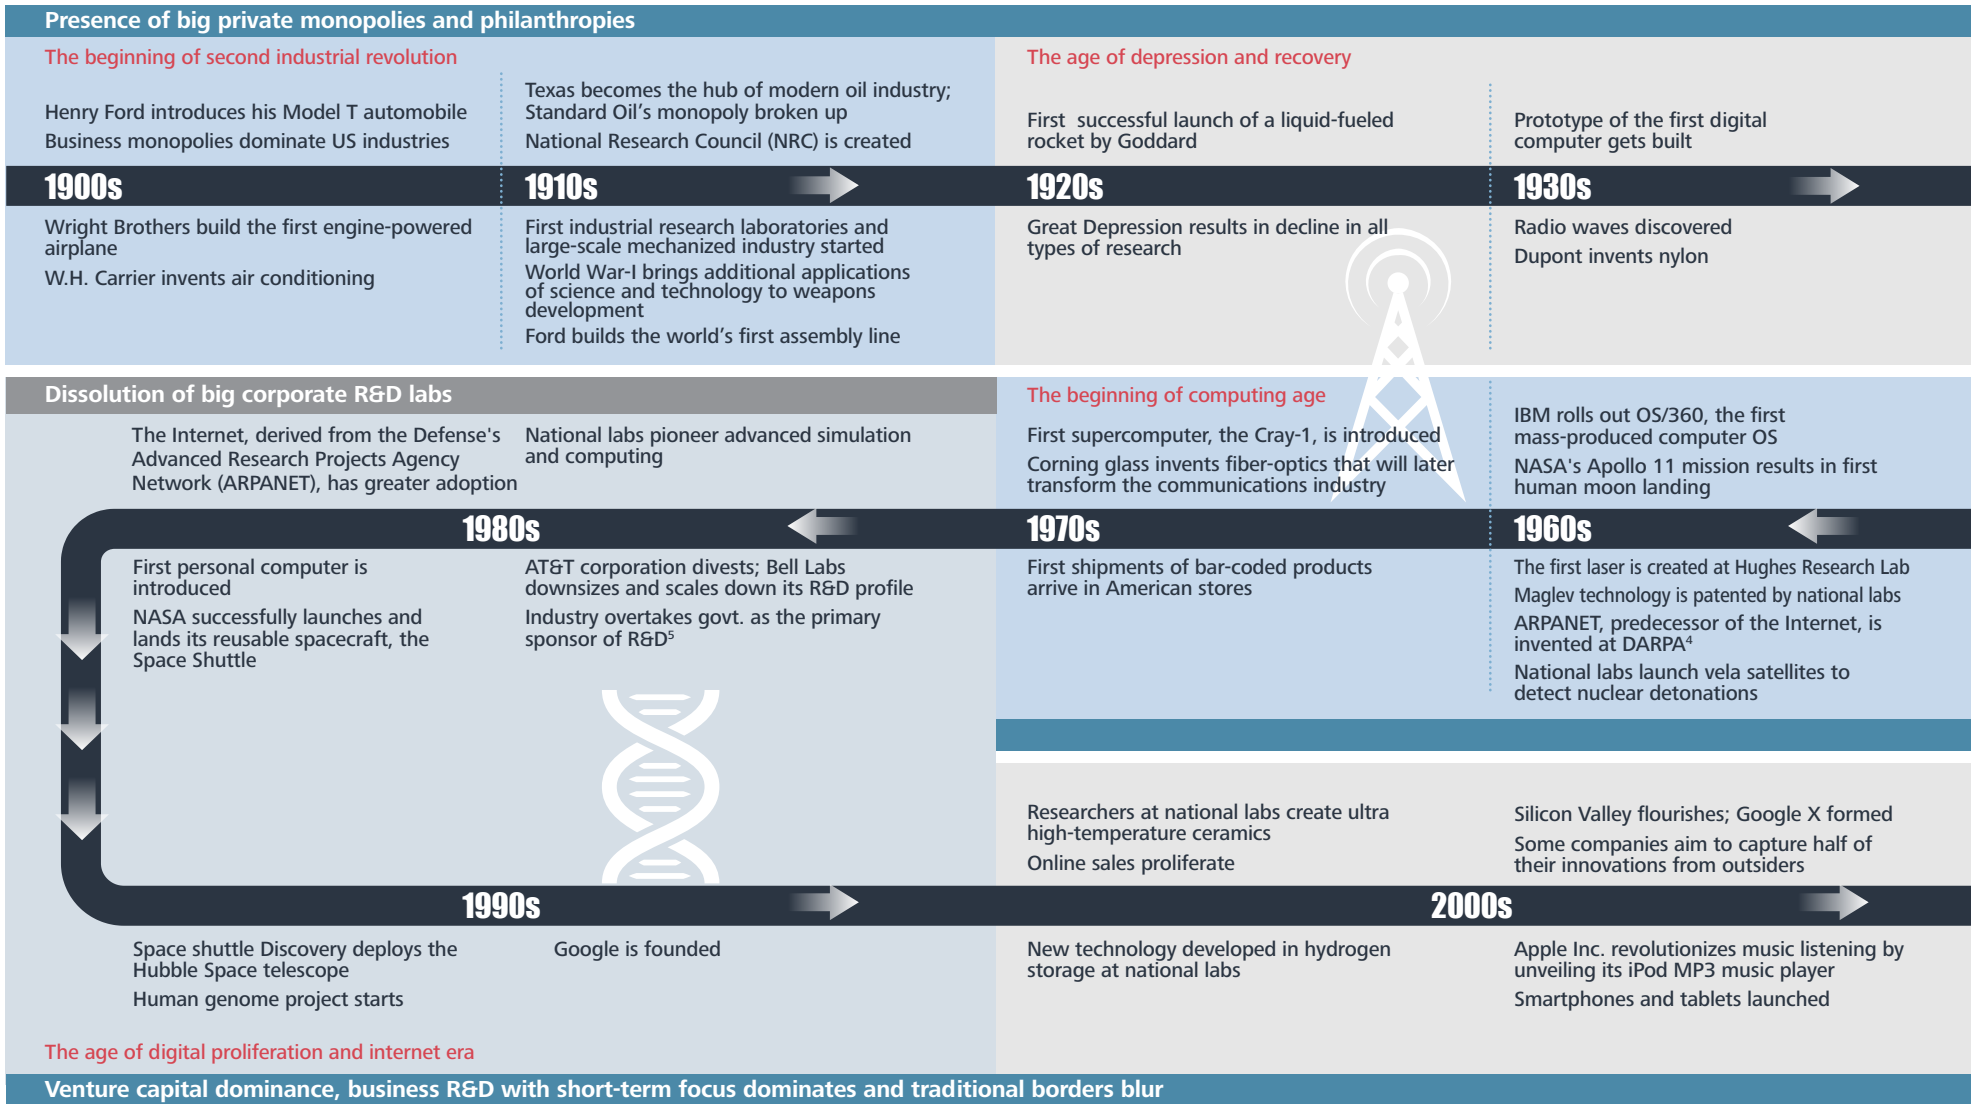 Presence of big private monopolies and philanthropies
The beginning of second industrial revolution
Henry Ford introduces his Model T automobile
Business monopolies dominate US industries
Texas becomes the hub of modern oil industry;
Standard Oil’s monopoly broken up
National Research Council (NRC) is created
The age of depression and recovery
First  successful launch of a liquid-fueled
rocket by Goddard
Prototype of the first digital
computer gets built
1900s
1910s
1920s
1930s
Wright Brothers build the first engine-powered
airplane
W.H. Carrier invents air conditioning
First industrial research laboratories and
large-scale mechanized industry started
World War-I brings additional applications
of science and technology to weapons
development
Ford builds the world’s first assembly line
Great Depression results in decline in all
types of research
Radio waves discovered
Dupont invents nylon
Dissolution of big corporate R&D labs
The Internet, derived from the Defense's
Advanced Research Projects Agency
Network (ARPANET), has greater adoption
National labs pioneer advanced simulation
and computing
The beginning of computing age
First supercomputer, the Cray-1, is introduced
Corning glass invents fiber-optics that will later
transform the communications industry
IBM rolls out OS/360, the first
mass-produced computer OS
NASA's Apollo 11 mission results in first
human moon landing
1980s
1970s
1960s
First personal computer is
introduced
NASA successfully launches and
lands its reusable spacecraft, the
Space Shuttle
AT&T corporation divests; Bell Labs
downsizes and scales down its R&D profile
Industry overtakes govt. as the primary
sponsor of R&D⁵
First shipments of bar-coded products
arrive in American stores
The first laser is created at Hughes Research Lab
Maglev technology is patented by national labs
ARPANET, predecessor of the Internet, is
invented at DARPA⁴
National labs launch vela satellites to
detect nuclear detonations
Researchers at national labs create ultra
high-temperature ceramics
Online sales proliferate
Silicon Valley flourishes; Google X formed
Some companies aim to capture half of
their innovations from outsiders
1990s
2000s
Space shuttle Discovery deploys the
Hubble Space telescope
Human genome project starts
Google is founded
New technology developed in hydrogen
storage at national labs
Apple Inc. revolutionizes music listening by
unveiling its iPod MP3 music player
Smartphones and tablets launched
The age of digital proliferation and internet era
Venture capital dominance, business R&D with short-term focus dominates and traditional borders blur